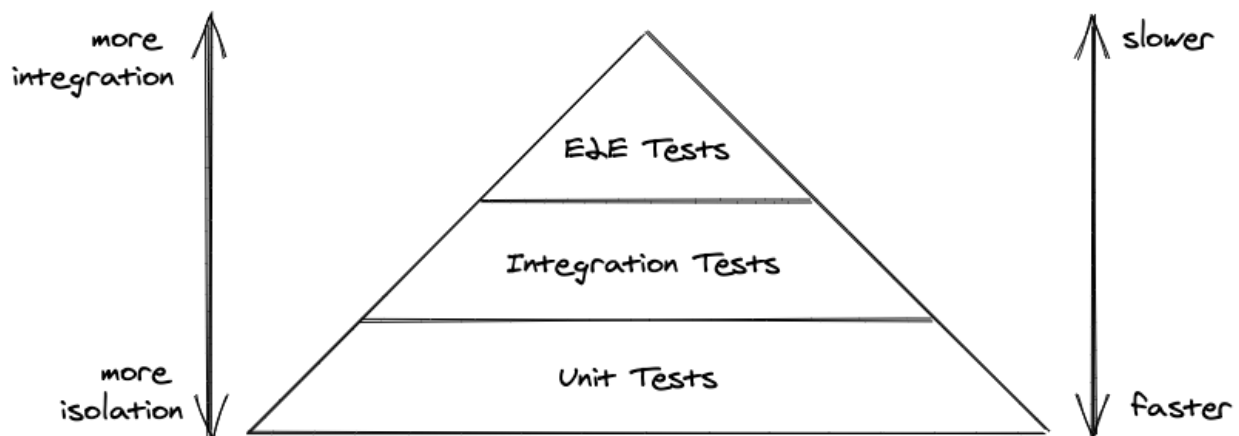 more
integration
slower
E2E Tests
Integration Tests
Unit Tests
more
isolation
faster